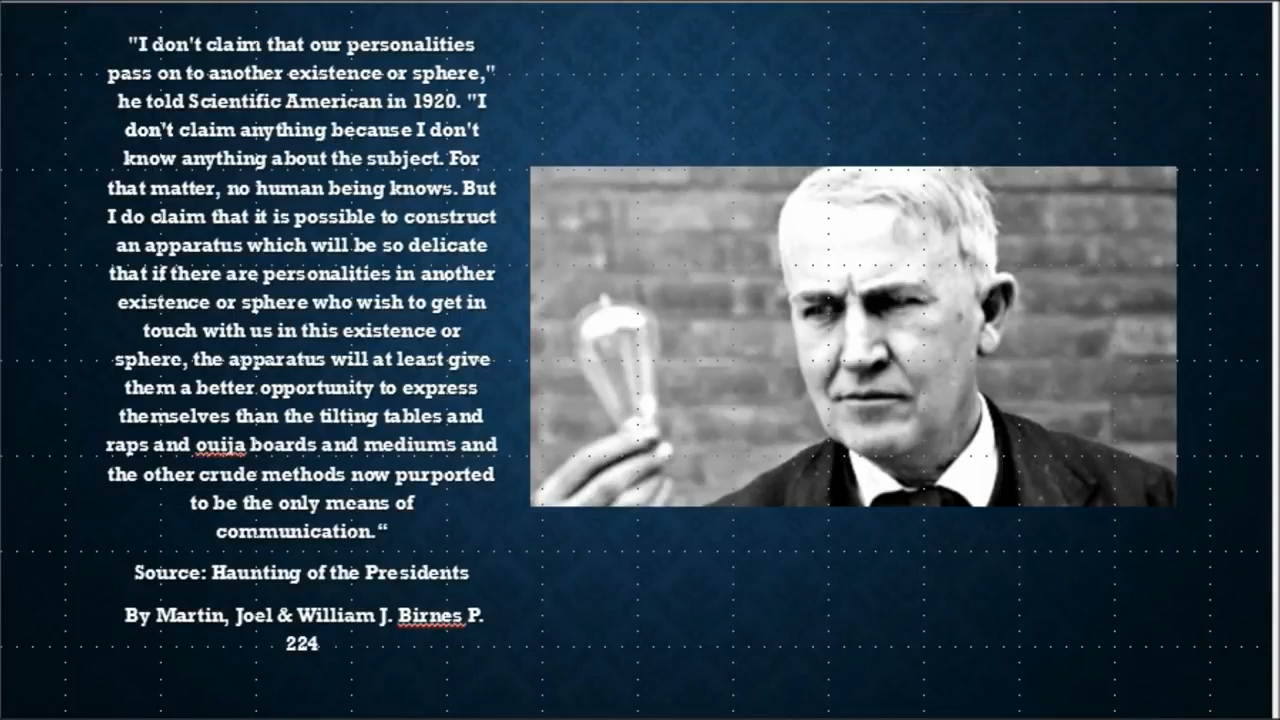 "I don't claim that our personalities
pass on to another existence or sphere,"
he told Scientific American in 1920. "I
don't claim anything because I don't
know anything about the subject. For
that matter, no human being knows. But
I do claim that it is possible to construct
an apparatus which will be so delicate
that if there are personalities in another
existence or sphere who wish to get in
touch with us in this existence or
sphere, the apparatus will at least give
them a better opportunity to express
themselves than the tilting tables and
raps and ouija boards and mediums and
the other crude methods now purported
to be the only means of
communication.“
Source: Haunting of the Presidents
By Martin, Joel & William J. Birnes P.
224